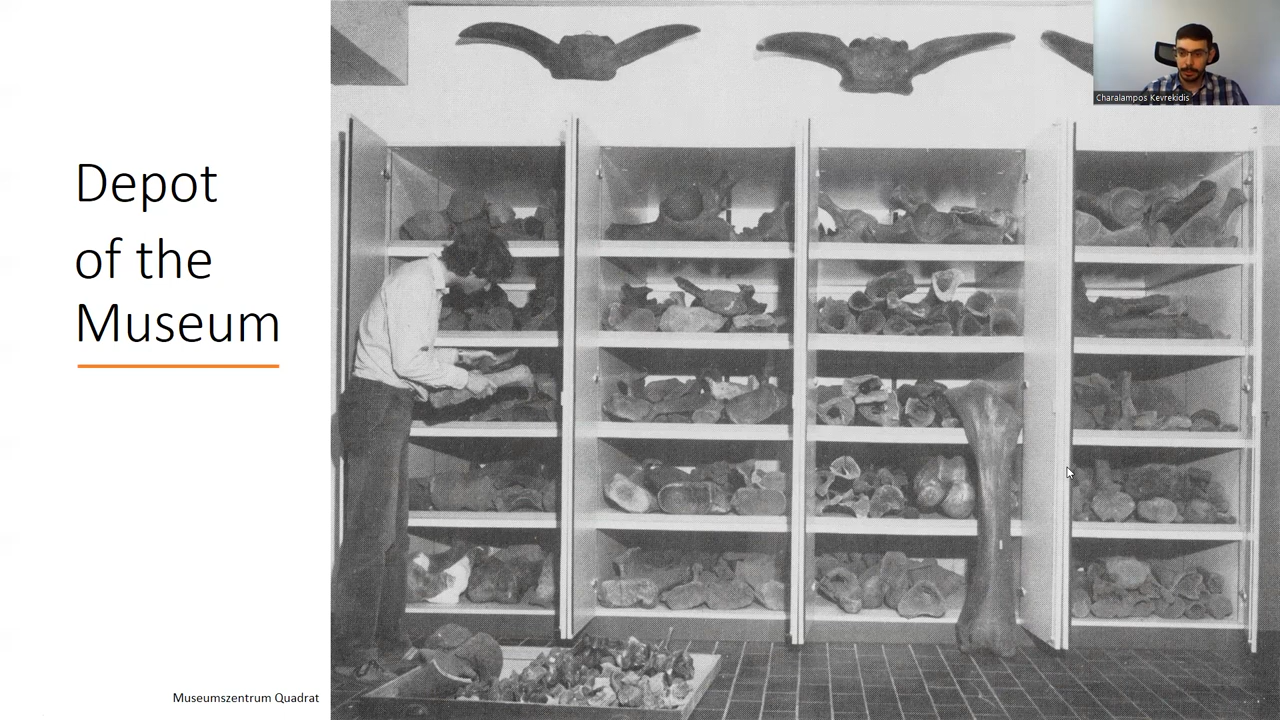 Depot
of the
Museum
Museumszentrum Quadrat
Charalampos Kevrekidis